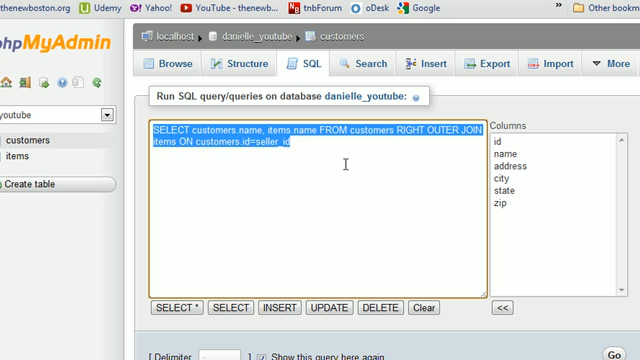 thenewboston.org Udemy Yahoo! thenewb... tnbForum oDesk Google » Other bookm
phpMyAdmin
localhost danielle_youtube customers
Browse Structure SQL Search Insert Export Import More
Run SQL query/queries on database danielle_youtube:
youtube
customers
items
Create table
SELECT customers.name, items.name FROM customers RIGHT OUTER JOIN
items ON customers.id=seller_id
Columns
id
name
address
city
state
zip
SELECT * SELECT INSERT UPDATE DELETE Clear <<
[ Delimiter ; ] Show this query here again Go